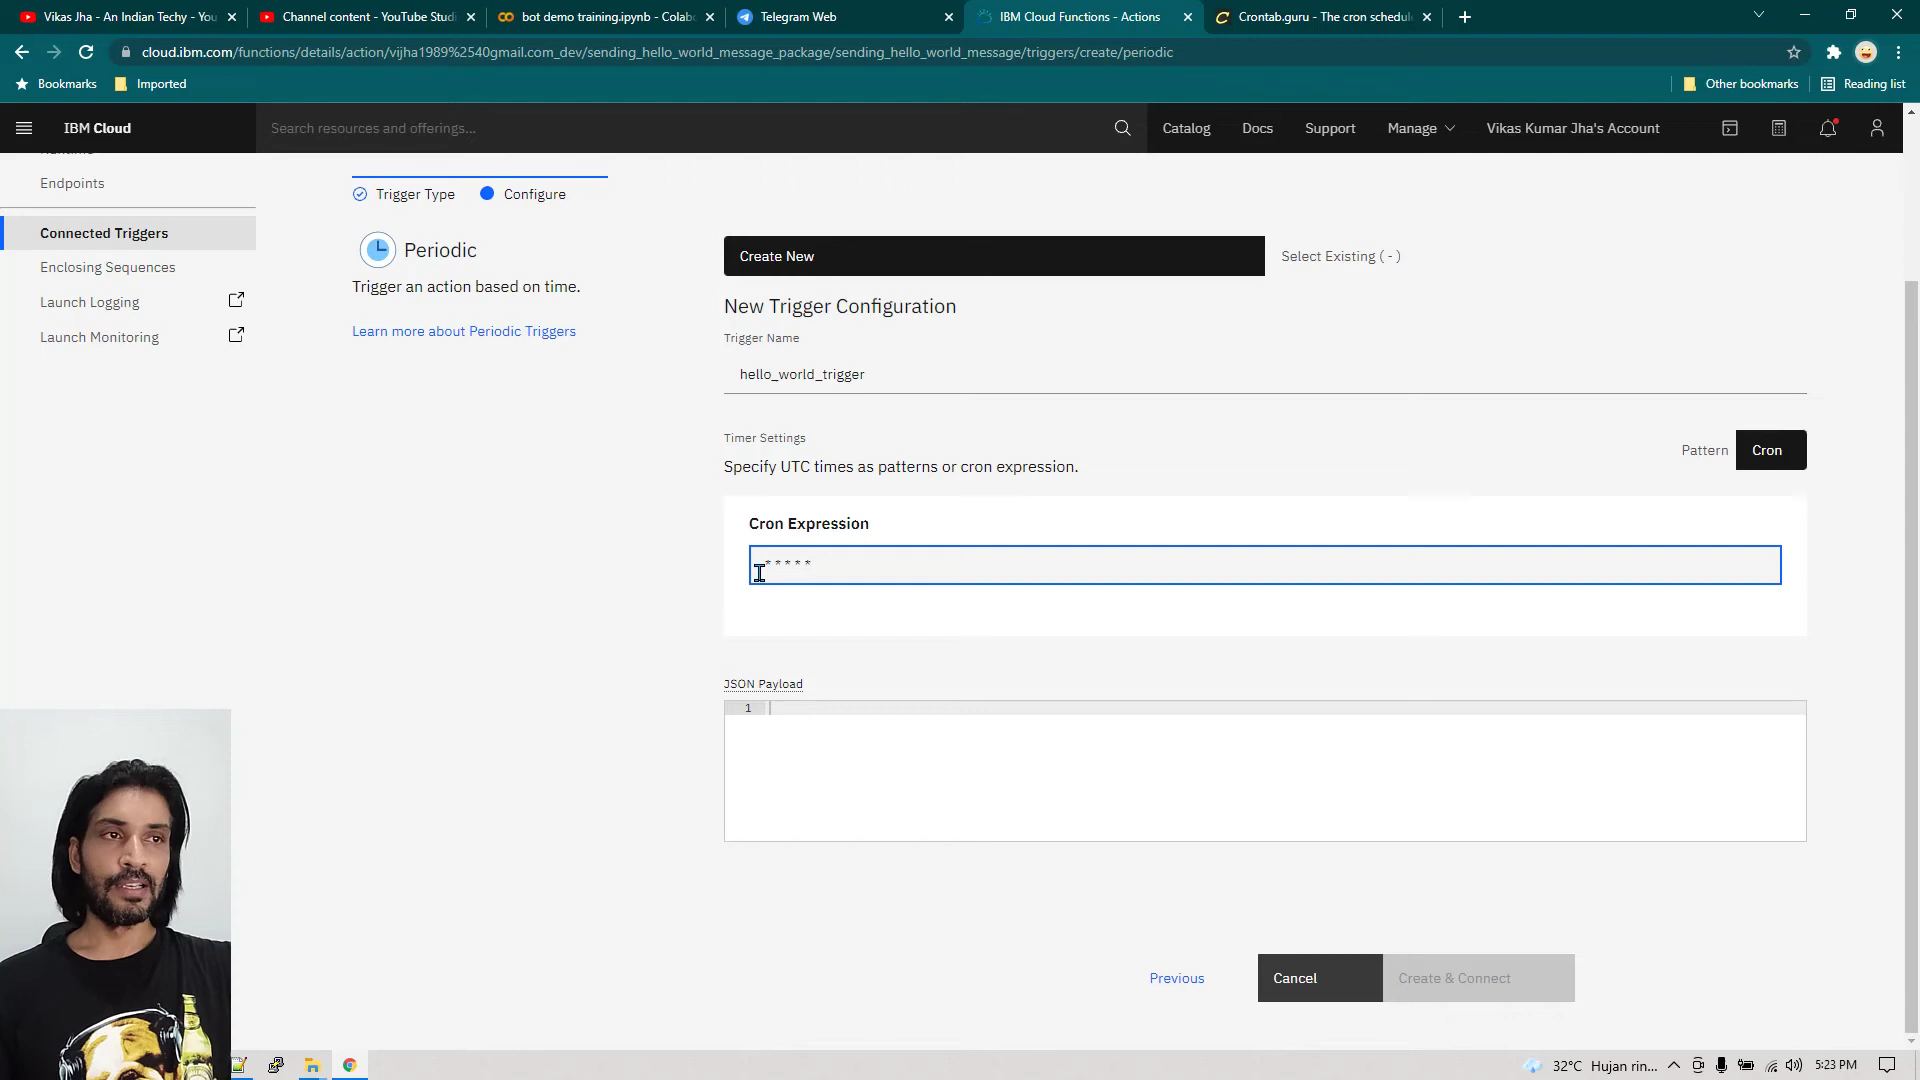 Vikas Jha - An Indian Techy - You
Channel content - YouTube Studi
bot demo training.ipynb - Colab
Telegram Web
IBM Cloud Functions - Actions
Crontab.guru - The cron schedul
cloud.ibm.com/functions/details/action/vijha1989%2540gmail.com_dev/sending_hello_world_message_package/sending_hello_world_message/triggers/create/periodic
Bookmarks
Imported
Other bookmarks
Reading list
IBM Cloud
Search resources and offerings...
Catalog
Docs
Support
Manage
Vikas Kumar Jha's Account
Endpoints
Connected Triggers
Enclosing Sequences
Launch Logging
Launch Monitoring
Trigger Type
Configure
Periodic
Trigger an action based on time.
Learn more about Periodic Triggers
Create New
Select Existing ( - )
New Trigger Configuration
Trigger Name
hello_world_trigger
Timer Settings
Specify UTC times as patterns or cron expression.
Pattern
Cron
Cron Expression
* * * * *
JSON Payload
1
Previous
Cancel
Create & Connect
32°C Hujan rin...
5:23 PM